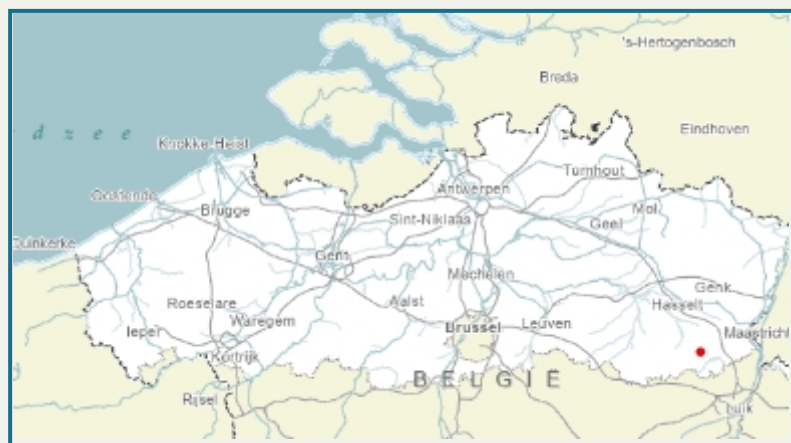 's-Hertogenbosch
Breda
d z e e
Eindhoven
Knokke-Heist
Turnhout
Antwerpen
Oostende
Mol
Brugge
Sint-Niklaas
Geel
Duinkerke
Gent
Mechelen
Genk
Roeselare
Aalst
Hasselt
Ieper
Waregem
Brussel
Leuven
Maastricht
Kortrijk
BELGIË
Rijsel
Luik